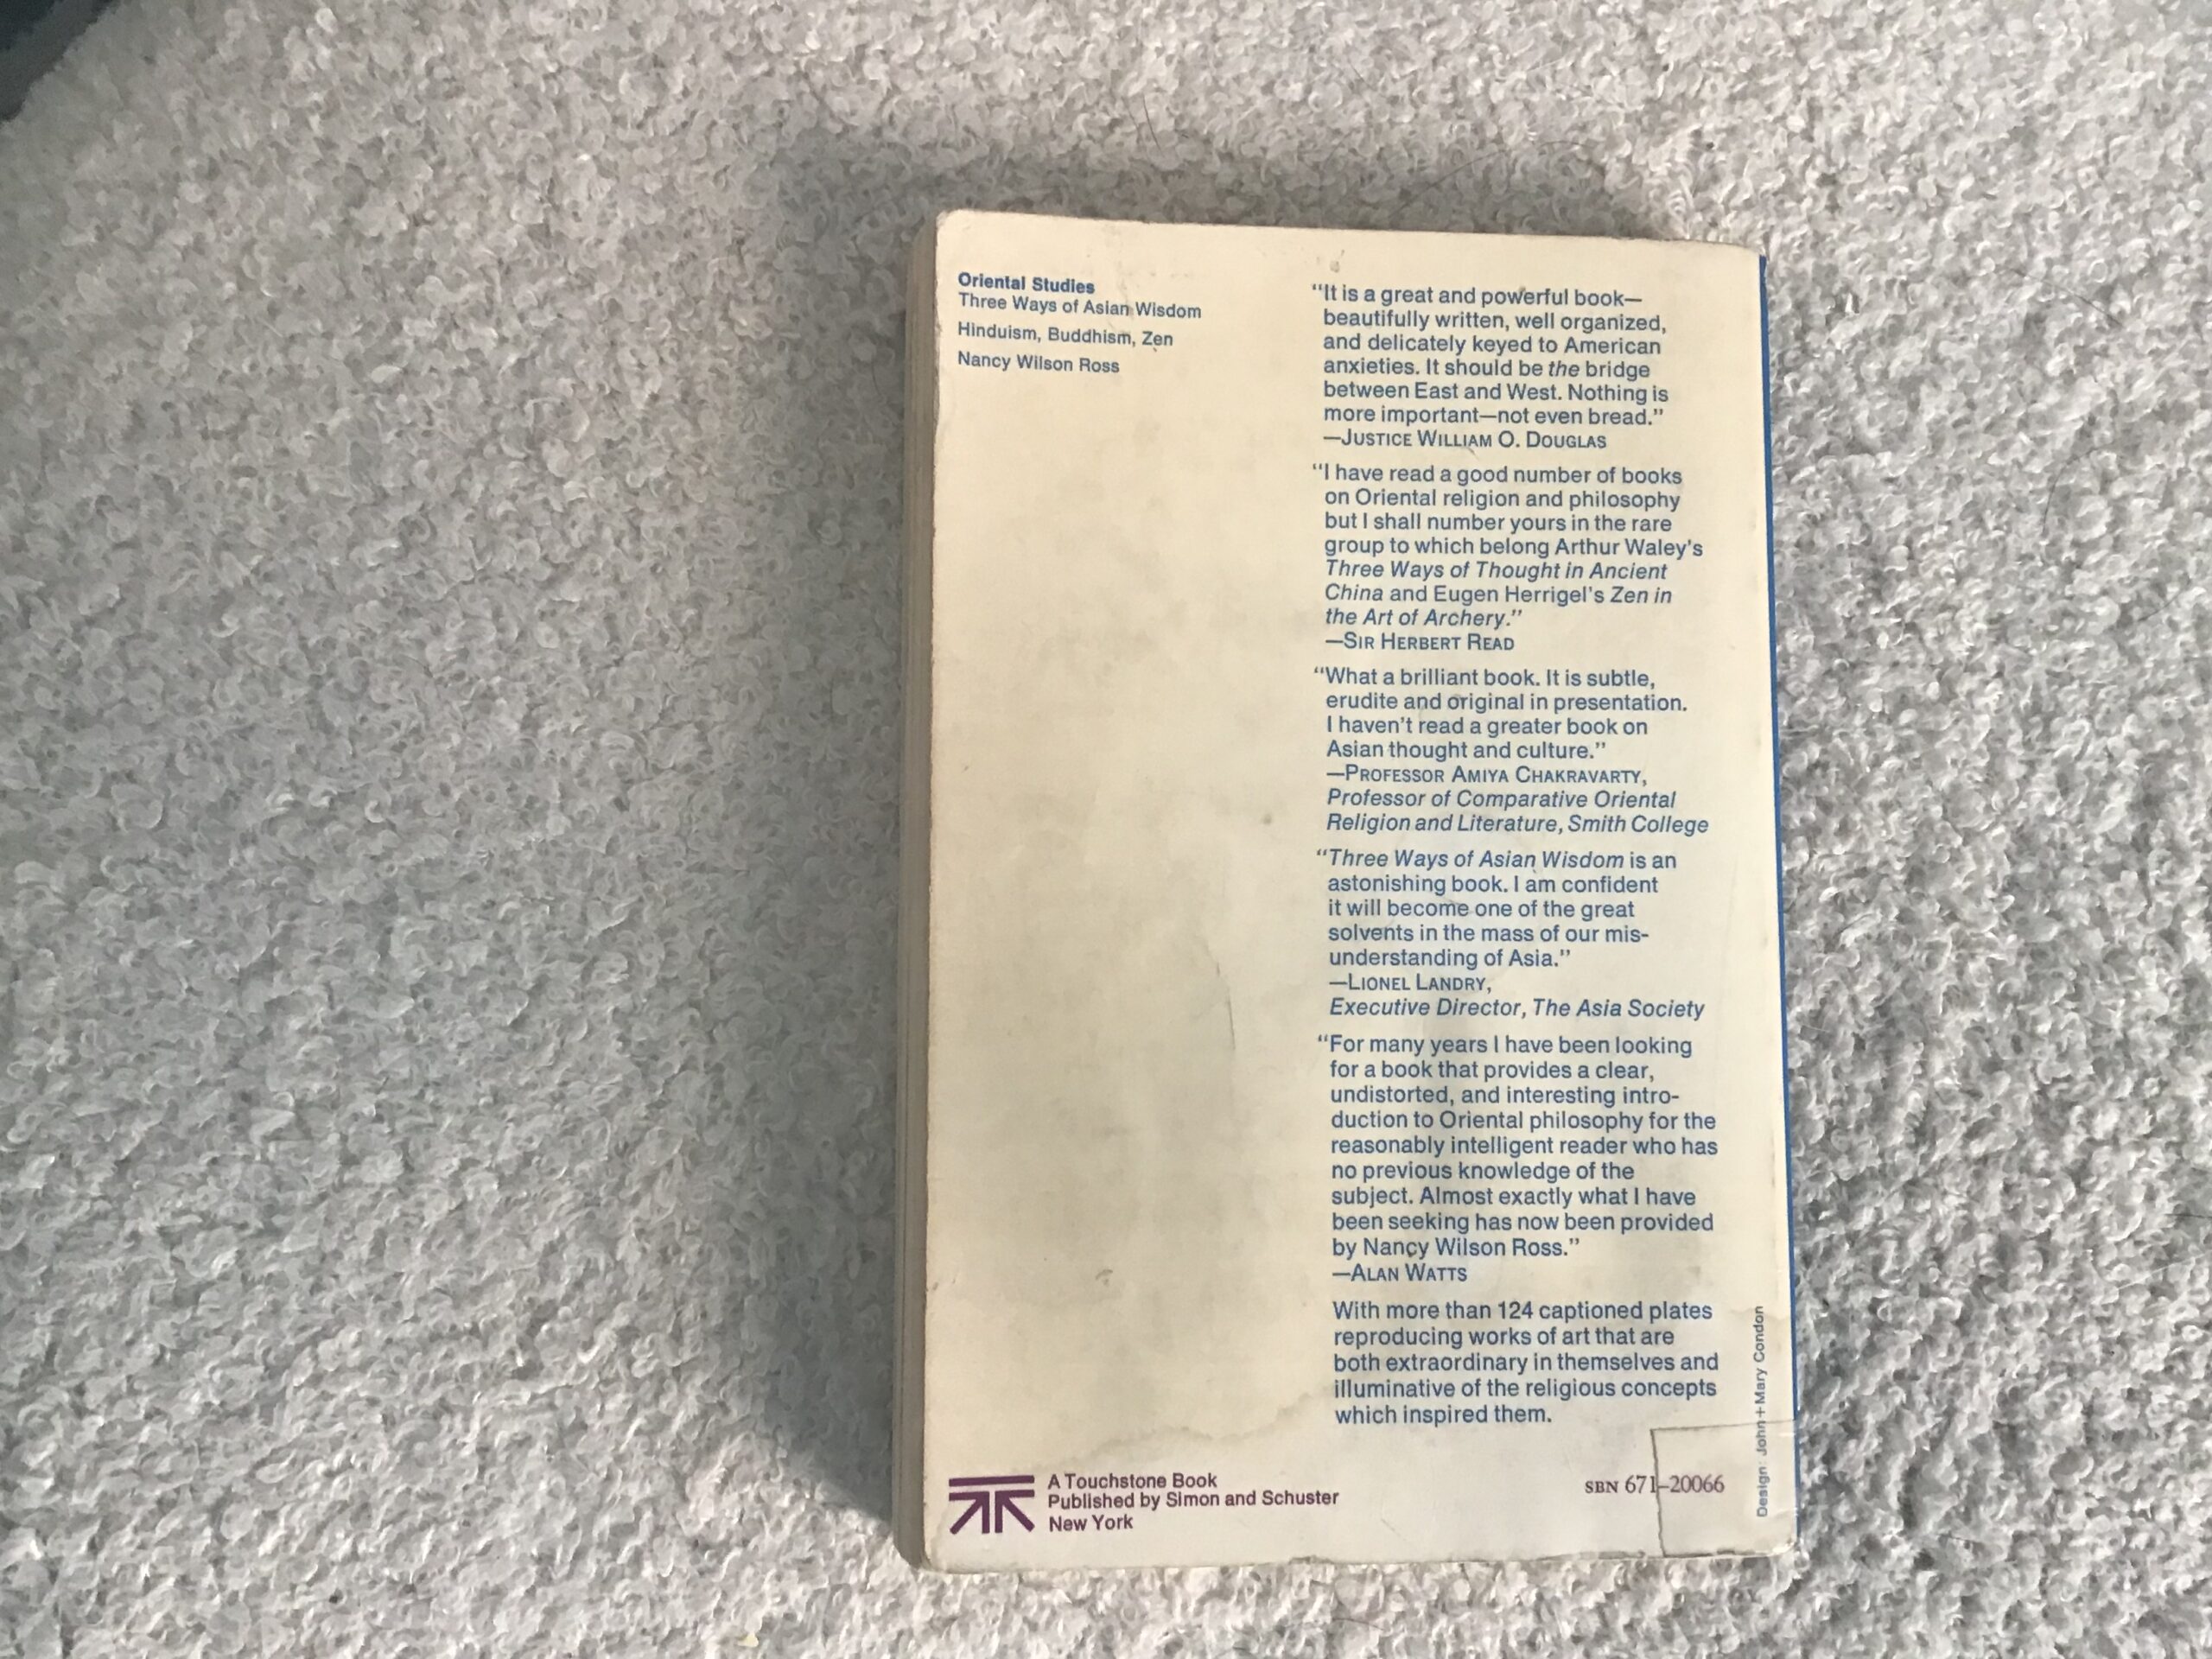 Oriental Studies
Three Ways of Asian Wisdom
Hinduism, Buddhism, Zen
Nancy Wilson Ross
“It is a great and powerful book—
beautifully written, well organized,
and delicately keyed to American
anxieties. It should be the bridge
between East and West. Nothing is
more important—not even bread.”
—JUSTICE WILLIAM O. DOUGLAS
“I have read a good number of books
on Oriental religion and philosophy
but I shall number yours in the rare
group to which belong Arthur Waley's
Three Ways of Thought in Ancient
China and Eugen Herrigel's Zen in
the Art of Archery.”
—SIR HERBERT READ
“What a brilliant book. It is subtle,
erudite and original in presentation.
I haven't read a greater book on
Asian thought and culture.”
—PROFESSOR AMIYA CHAKRAVARTY,
Professor of Comparative Oriental
Religion and Literature, Smith College
“Three Ways of Asian Wisdom is an
astonishing book. I am confident
it will become one of the great
solvents in the mass of our mis-
understanding of Asia.”
—LIONEL LANDRY,
Executive Director, The Asia Society
“For many years I have been looking
for a book that provides a clear,
undistorted, and interesting intro-
duction to Oriental philosophy for the
reasonably intelligent reader who has
no previous knowledge of the
subject. Almost exactly what I have
been seeking has now been provided
by Nancy Wilson Ross.”
—ALAN WATTS
With more than 124 captioned plates
reproducing works of art that are
both extraordinary in themselves and
illuminative of the religious concepts
which inspired them.
A Touchstone Book
Published by Simon and Schuster
New York
SBN 671-20066
Design: John+Mary Condon